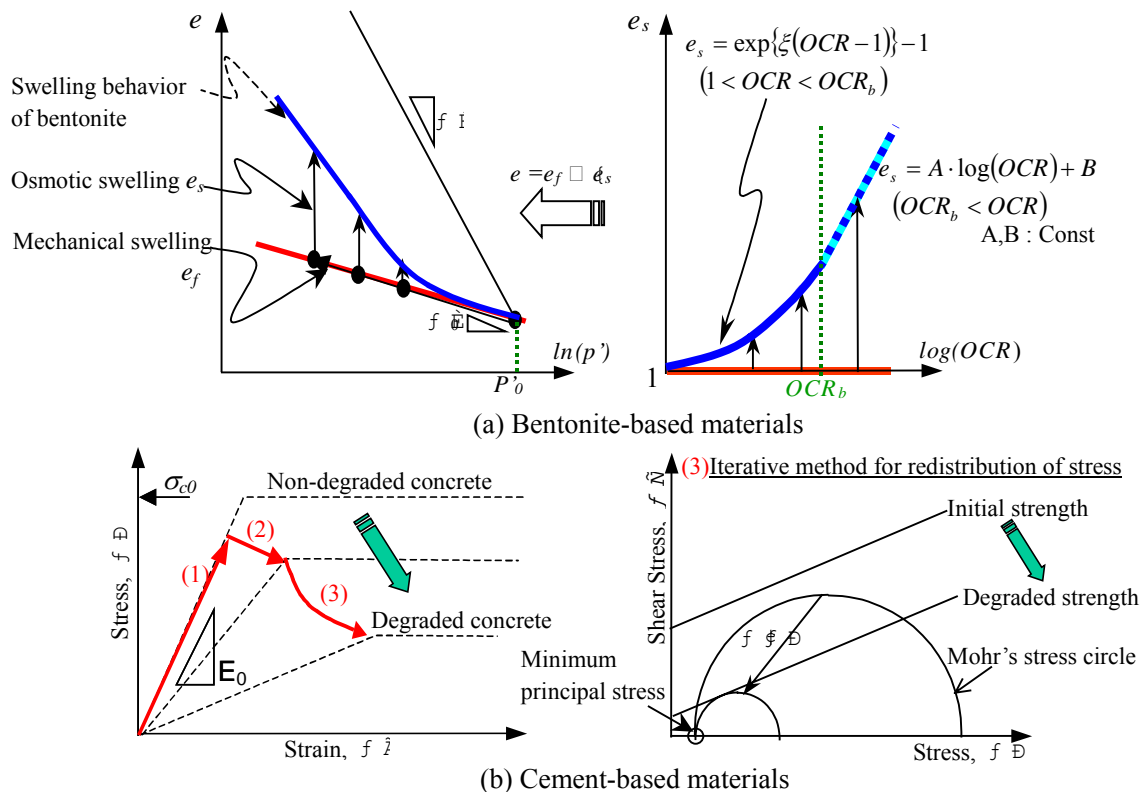 e
Swelling behavior
of bentonite
Osmotic swelling e_s
Mechanical swelling
e_f
ln(p')
P'_0
e_s
e_s = exp{ξ(OCR−1)}−1
(1 < OCR < OCR_b)
e_s = A·log(OCR)+B
(OCR_b < OCR)
A,B : Const
1
log(OCR)
OCR_b
(a) Bentonite-based materials
σ_c0
Non-degraded concrete
(1)
(2)
(3)
Degraded concrete
E_0
Stress,
Strain,
(3)Iterative method for redistribution of stress
Initial strength
Degraded strength
Mohr's stress circle
Minimum
principal stress
Shear Stress,
Stress,
(b) Cement-based materials